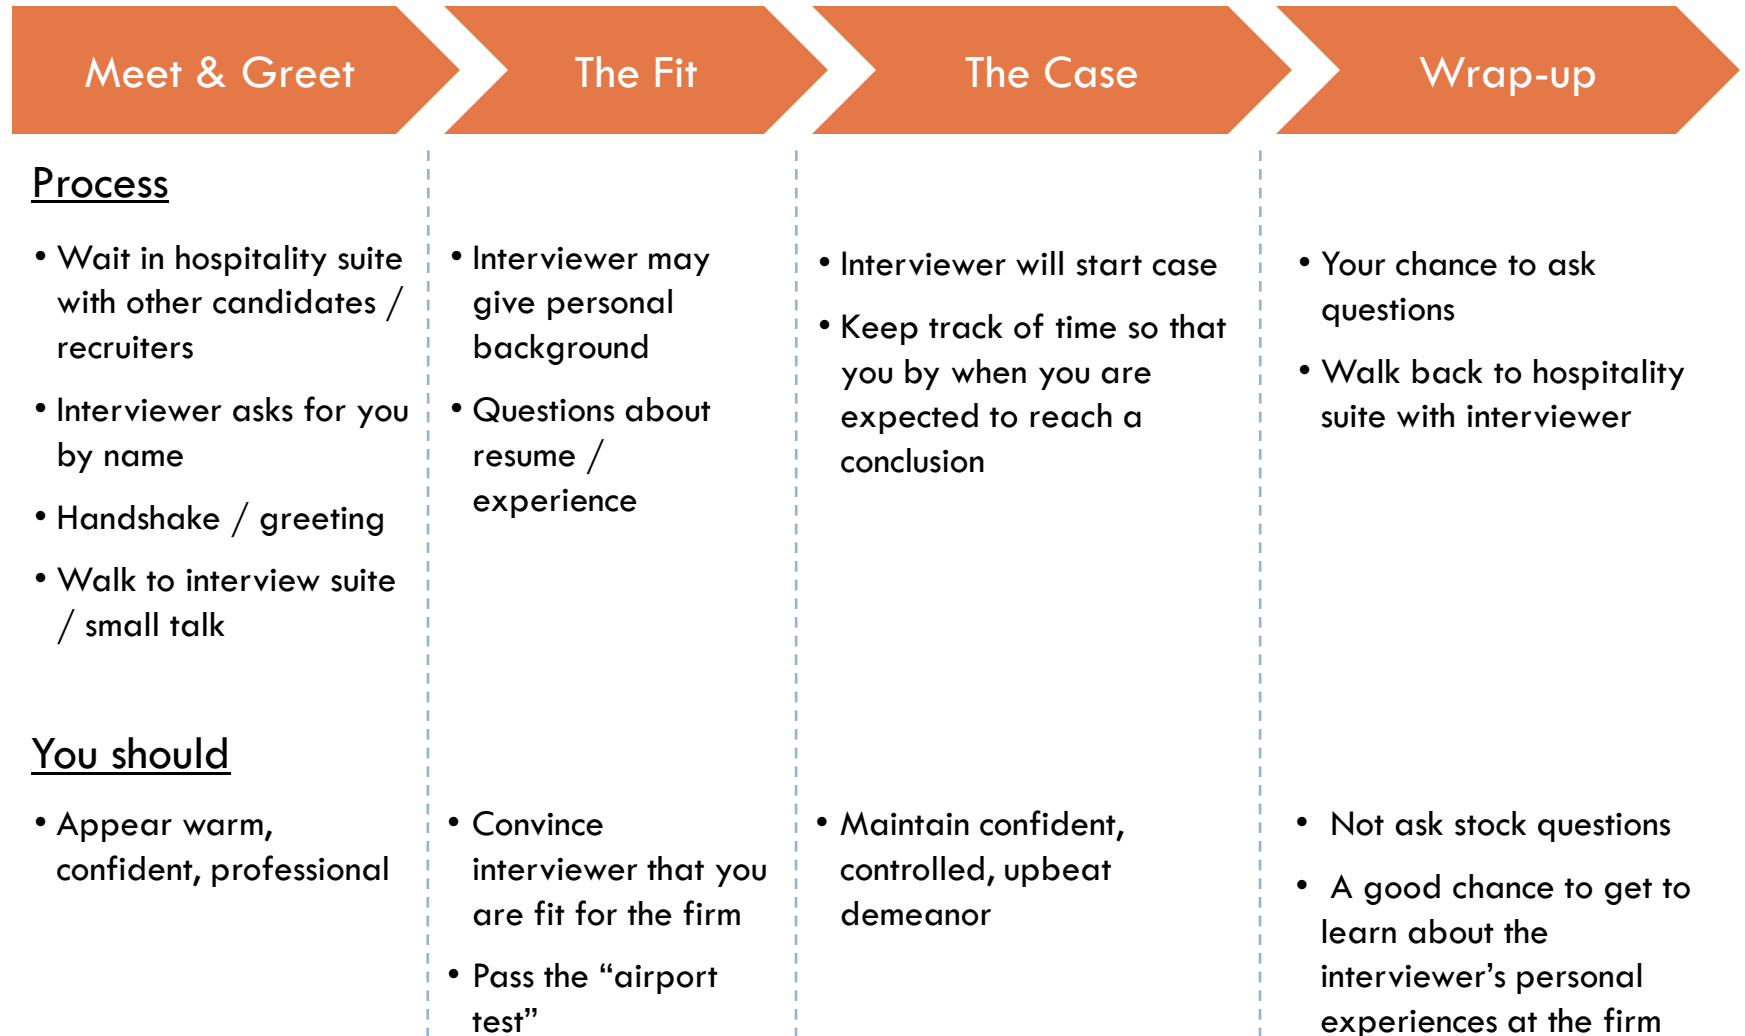 Meet & Greet
The Fit
The Case
Wrap-up
Process
• Wait in hospitality suite
with other candidates /
recruiters
• Interviewer asks for you
by name
• Handshake / greeting
• Walk to interview suite
/ small talk
• Interviewer may
give personal
background
• Questions about
resume /
experience
• Interviewer will start case
• Keep track of time so that
you by when you are
expected to reach a
conclusion
• Your chance to ask
questions
• Walk back to hospitality
suite with interviewer
You should
• Appear warm,
confident, professional
• Convince
interviewer that you
are fit for the firm
• Pass the “airport
test”
• Maintain confident,
controlled, upbeat
demeanor
• Not ask stock questions
• A good chance to get to
learn about the
interviewer’s personal
experiences at the firm